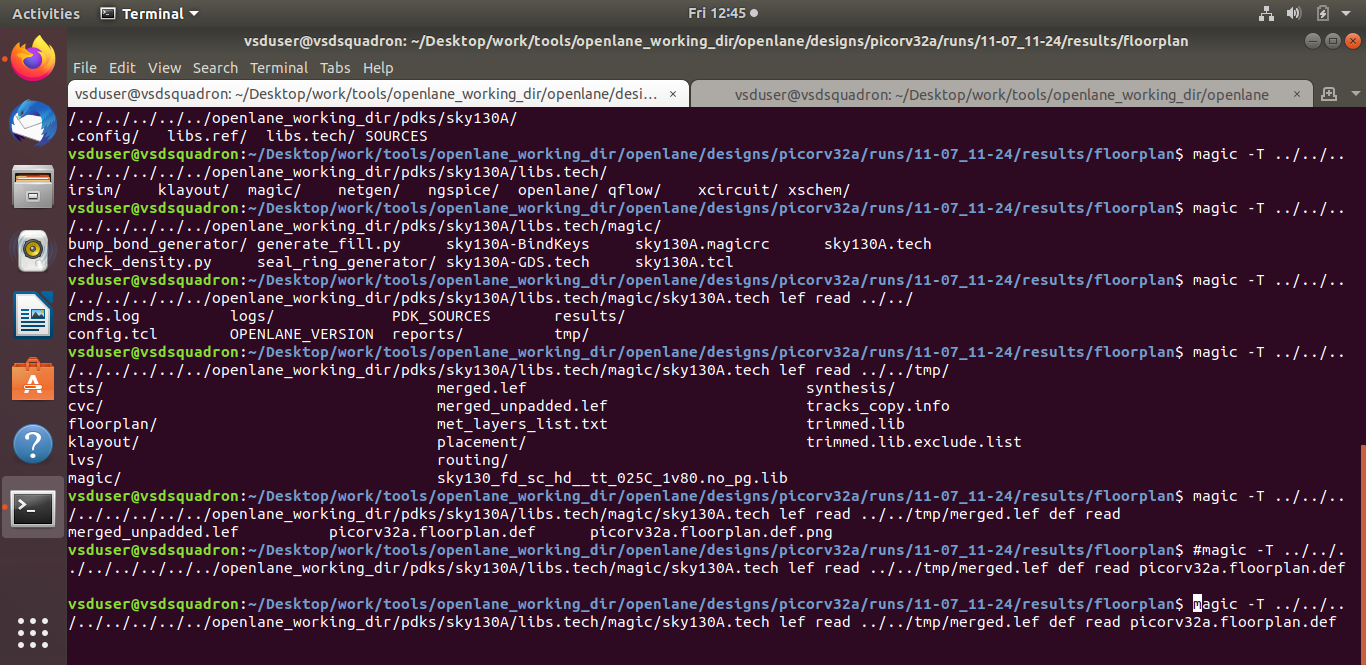 Activities Terminal Fri 12:45
vsduser@vsdsquadron: ~/Desktop/work/tools/openlane_working_dir/openlane/designs/picorv32a/runs/11-07_11-24/results/floorplan
File Edit View Search Terminal Tabs Help
vsduser@vsdsquadron: ~/Desktop/work/tools/openlane_working_dir/openlane/desi... × vsduser@vsdsquadron: ~/Desktop/work/tools/openlane_working_dir/openlane ×
/../../../../../openlane_working_dir/pdks/sky130A/
.config/ libs.ref/ libs.tech/ SOURCES
vsduser@vsdsquadron:~/Desktop/work/tools/openlane_working_dir/openlane/designs/picorv32a/runs/11-07_11-24/results/floorplan$ magic -T ../../..
/../../../../../openlane_working_dir/pdks/sky130A/libs.tech/
irsim/ klayout/ magic/ netgen/ ngspice/ openlane/ qflow/ xcircuit/ xschem/
vsduser@vsdsquadron:~/Desktop/work/tools/openlane_working_dir/openlane/designs/picorv32a/runs/11-07_11-24/results/floorplan$ magic -T ../../..
/../../../../../openlane_working_dir/pdks/sky130A/libs.tech/magic/
bump_bond_generator/ generate_fill.py sky130A-BindKeys sky130A.magicrc sky130A.tech
check_density.py seal_ring_generator/ sky130A-GDS.tech sky130A.tcl
vsduser@vsdsquadron:~/Desktop/work/tools/openlane_working_dir/openlane/designs/picorv32a/runs/11-07_11-24/results/floorplan$ magic -T ../../..
/../../../../../openlane_working_dir/pdks/sky130A/libs.tech/magic/sky130A.tech lef read ../../
cmds.log logs/ PDK_SOURCES results/
config.tcl OPENLANE_VERSION reports/ tmp/
vsduser@vsdsquadron:~/Desktop/work/tools/openlane_working_dir/openlane/designs/picorv32a/runs/11-07_11-24/results/floorplan$ magic -T ../../..
/../../../../../openlane_working_dir/pdks/sky130A/libs.tech/magic/sky130A.tech lef read ../../tmp/
cts/ merged.lef synthesis/
cvc/ merged_unpadded.lef tracks_copy.info
floorplan/ met_layers_list.txt trimmed.lib
klayout/ placement/ trimmed.lib.exclude.list
lvs/ routing/
magic/ sky130_fd_sc_hd__tt_025C_1v80.no_pg.lib
vsduser@vsdsquadron:~/Desktop/work/tools/openlane_working_dir/openlane/designs/picorv32a/runs/11-07_11-24/results/floorplan$ magic -T ../../..
/../../../../../openlane_working_dir/pdks/sky130A/libs.tech/magic/sky130A.tech lef read ../../tmp/merged.lef def read
merged_unpadded.lef picorv32a.floorplan.def picorv32a.floorplan.def.png
vsduser@vsdsquadron:~/Desktop/work/tools/openlane_working_dir/openlane/designs/picorv32a/runs/11-07_11-24/results/floorplan$ #magic -T ../../.
./../../../../../openlane_working_dir/pdks/sky130A/libs.tech/magic/sky130A.tech lef read ../../tmp/merged.lef def read picorv32a.floorplan.def
vsduser@vsdsquadron:~/Desktop/work/tools/openlane_working_dir/openlane/designs/picorv32a/runs/11-07_11-24/results/floorplan$ magic -T ../../..
/../../../../../openlane_working_dir/pdks/sky130A/libs.tech/magic/sky130A.tech lef read ../../tmp/merged.lef def read picorv32a.floorplan.def